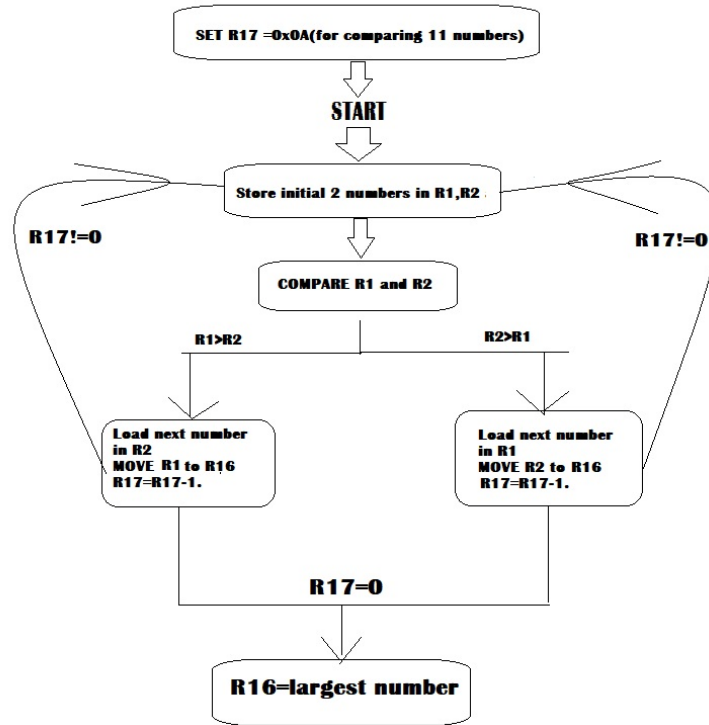 SET R17 =0x0A(for comparing 11 numbers)
START
Store initial 2 numbers in R1,R2 .
R17!=0
R17!=0
COMPARE R1 and R2
R1>R2
R2>R1
Load next number
in R2
MOVE R1 to R16
R17=R17-1.
Load next number
in R1
MOVE R2 to R16
R17=R17-1.
R17=0
R16=largest number